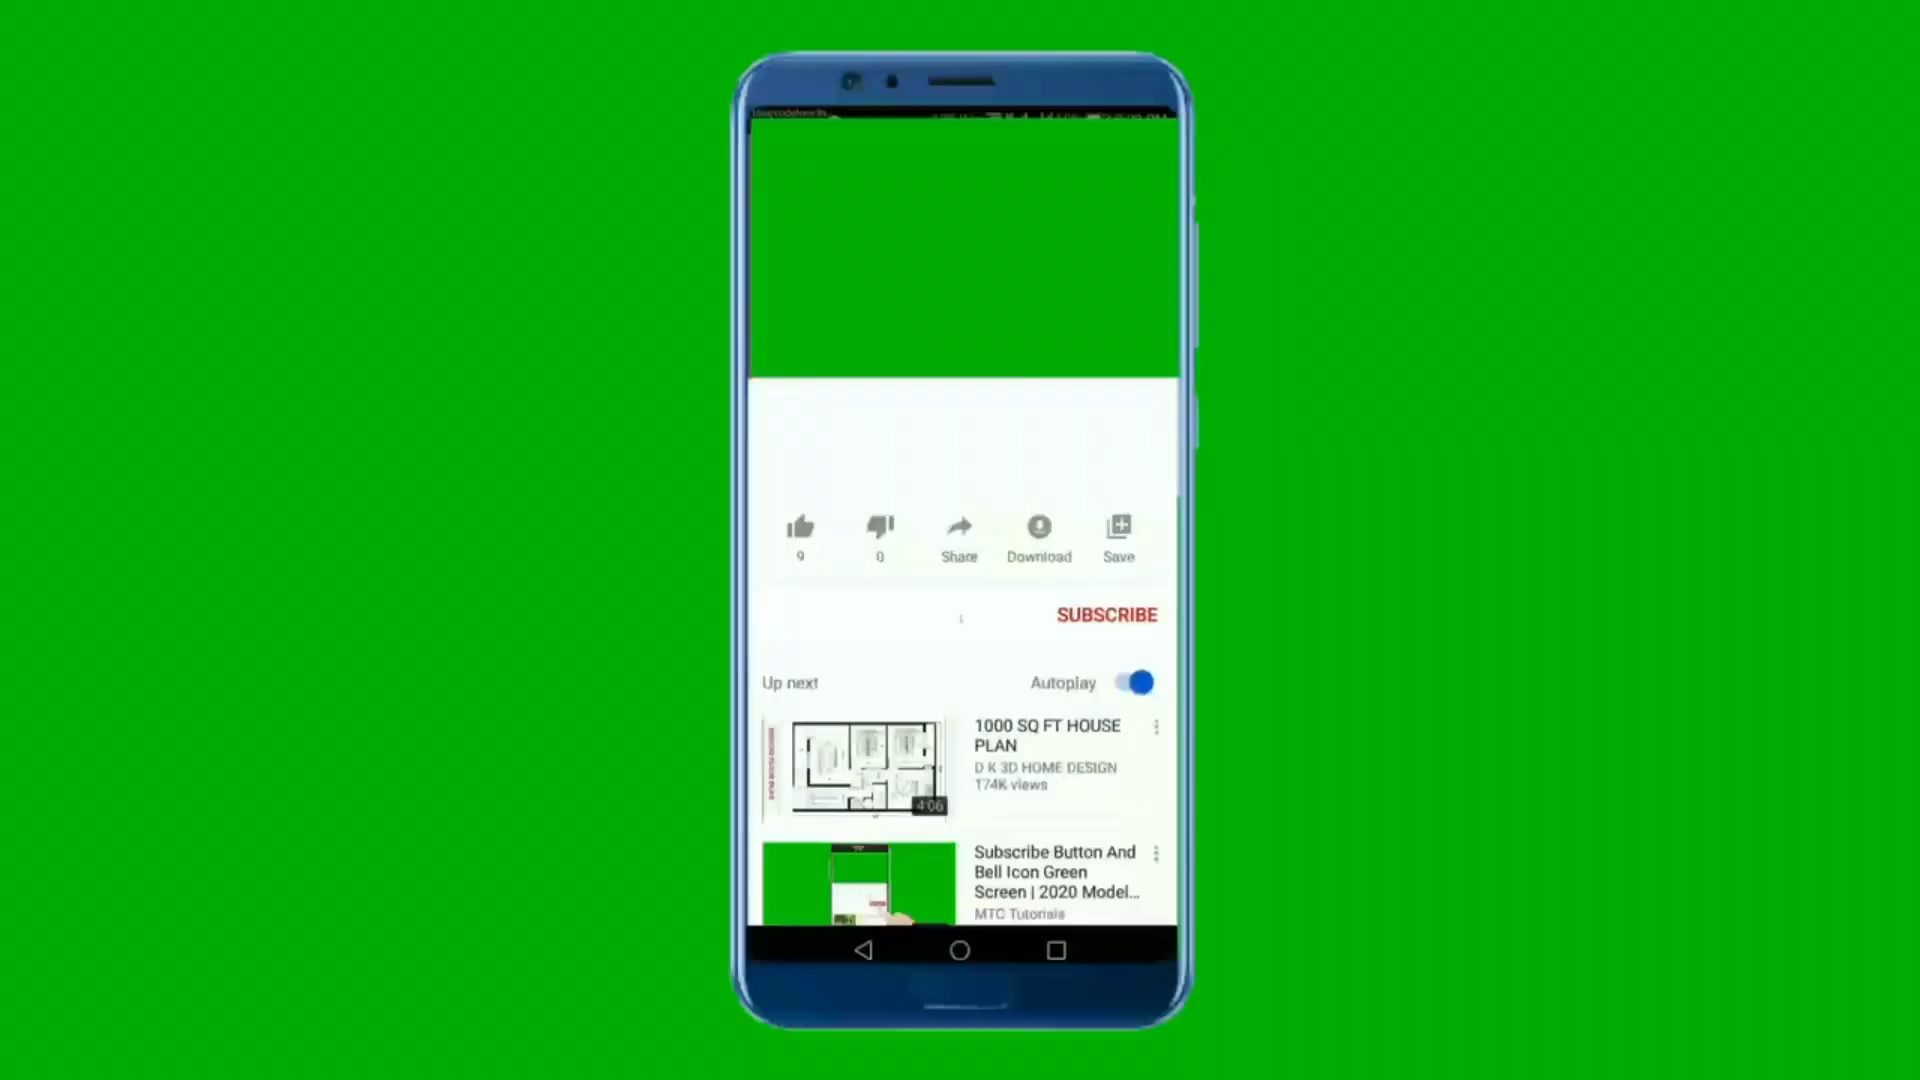 9
0
Share
Download
Save
SUBSCRIBE
Up next
Autoplay
1000 SQ FT HOUSE
PLAN
D K 3D HOME DESIGN
174K views
4:06
Subscribe Button And
Bell Icon Green
Screen | 2020 Model...
MTC Tutorials